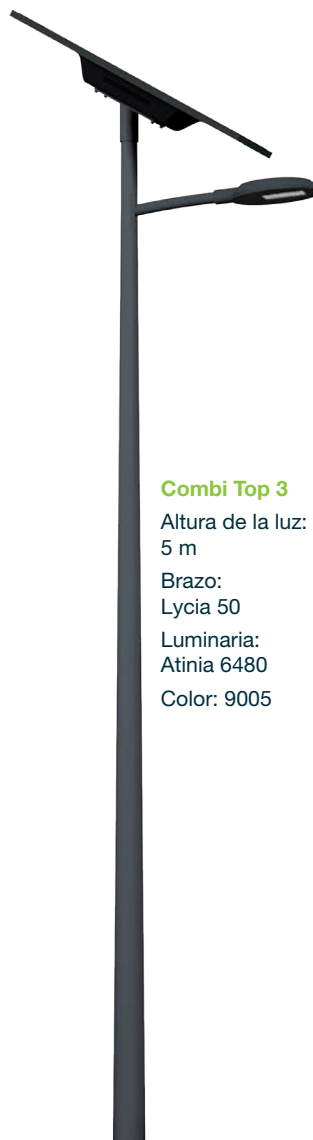 Combi Top 3
Altura de la luz:
5 m
Brazo:
Lycia 50
Luminaria:
Atinia 6480
Color: 9005